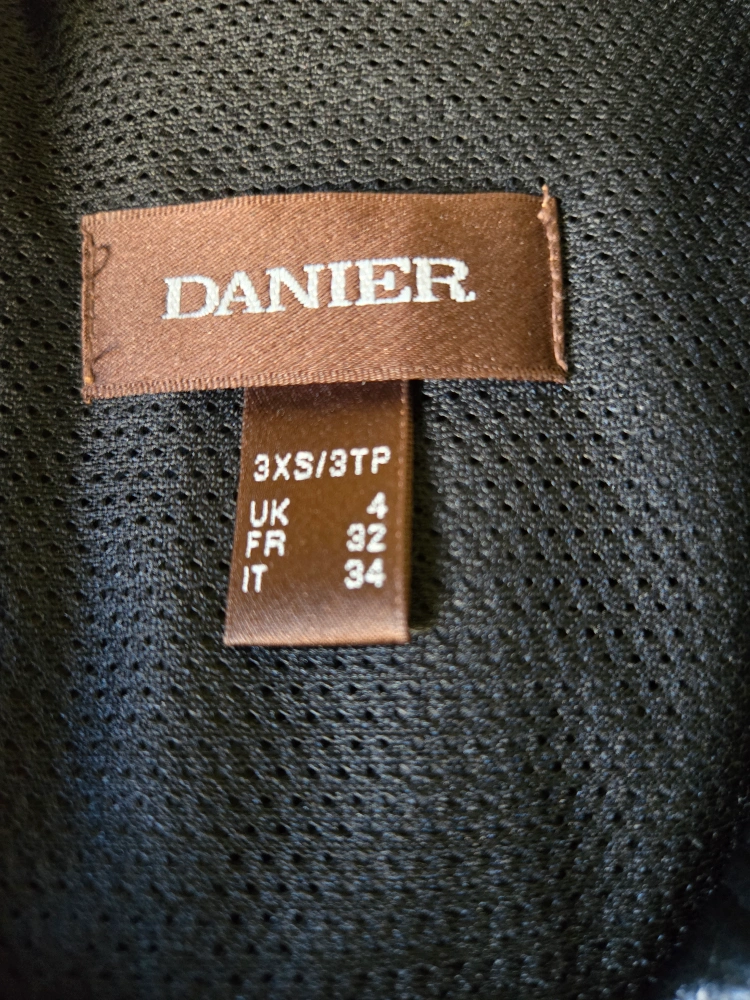 DANIER
3XS/3TP
UK 4
FR 32
IT 34